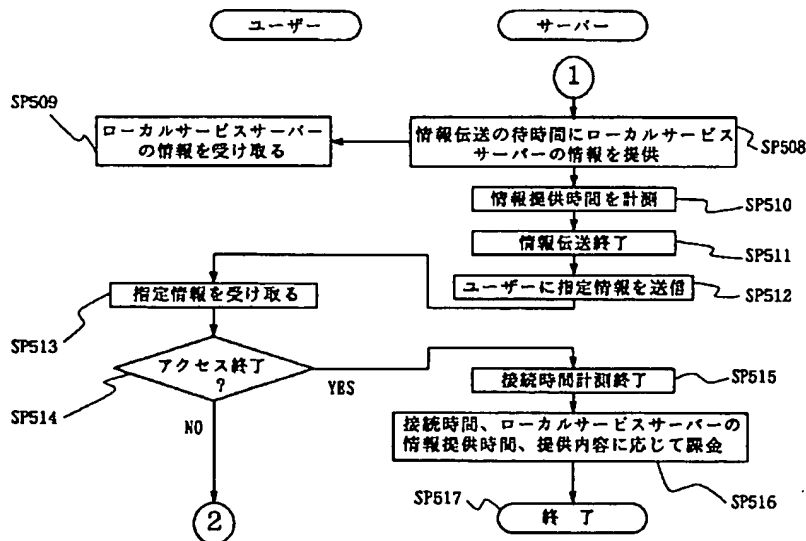 ユーザー
サーバー
1
SP509
ローカルサービスサーバー
の情報を受け取る
情報伝送の待時間にローカルサービス
サーバーの情報を提供
SP508
情報提供時間を計測
SP510
情報伝送終了
SP511
ユーザーに指定情報を送信
SP512
指定情報を受け取る
SP513
アクセス終了
?
SP514
YES
NO
接続時間計測終了
SP515
接続時間、ローカルサービスサーバーの
情報提供時間、提供内容に応じて課金
SP516
SP517
終 了
2